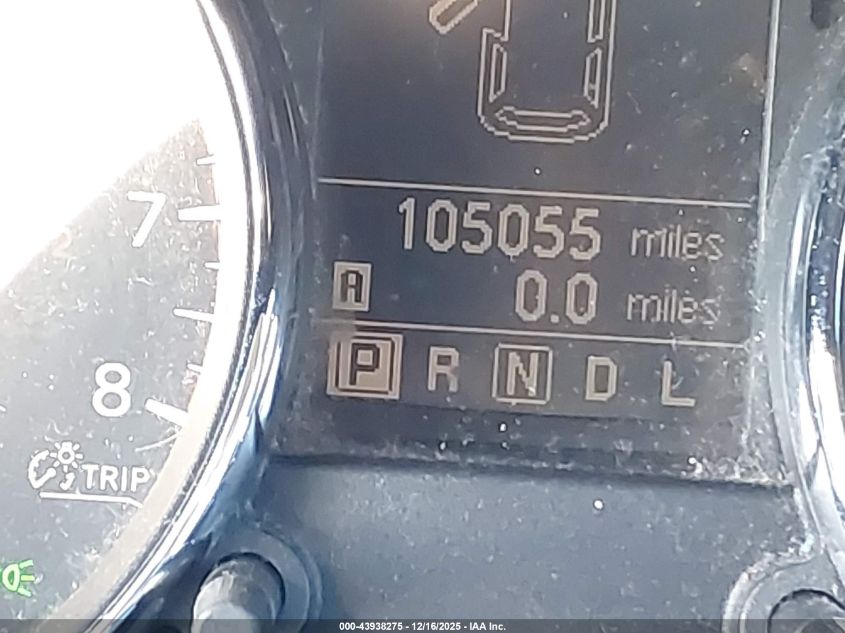 7
105055 miles
A 0.0 miles
P R N D L
8
TRIP
000-43938275 - 12/16/2025 - IAA Inc.